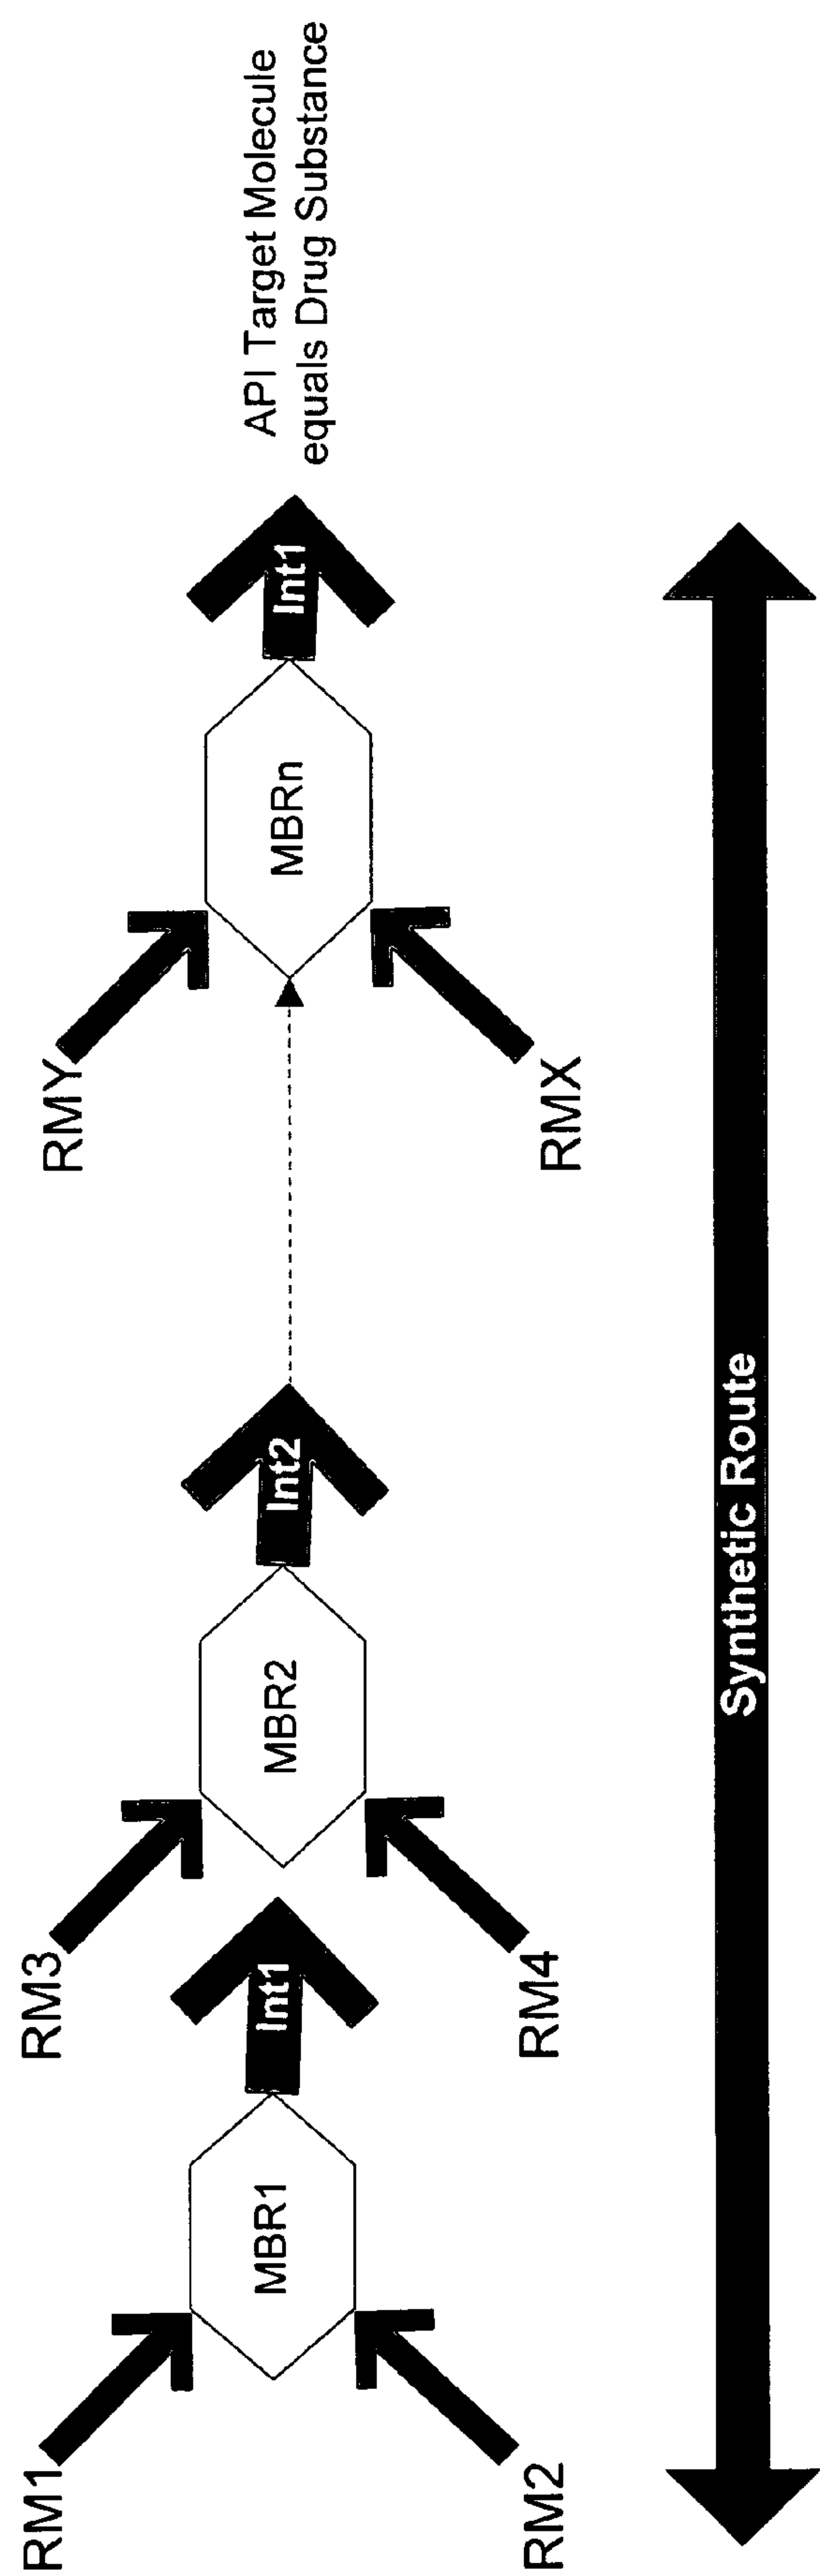 RM1
RM3
RMY
MBR1
Int1
MBR2
Int2
MBRn
Int1
API Target Molecule
equals Drug Substance
RM2
RM4
RMX
Synthetic Route